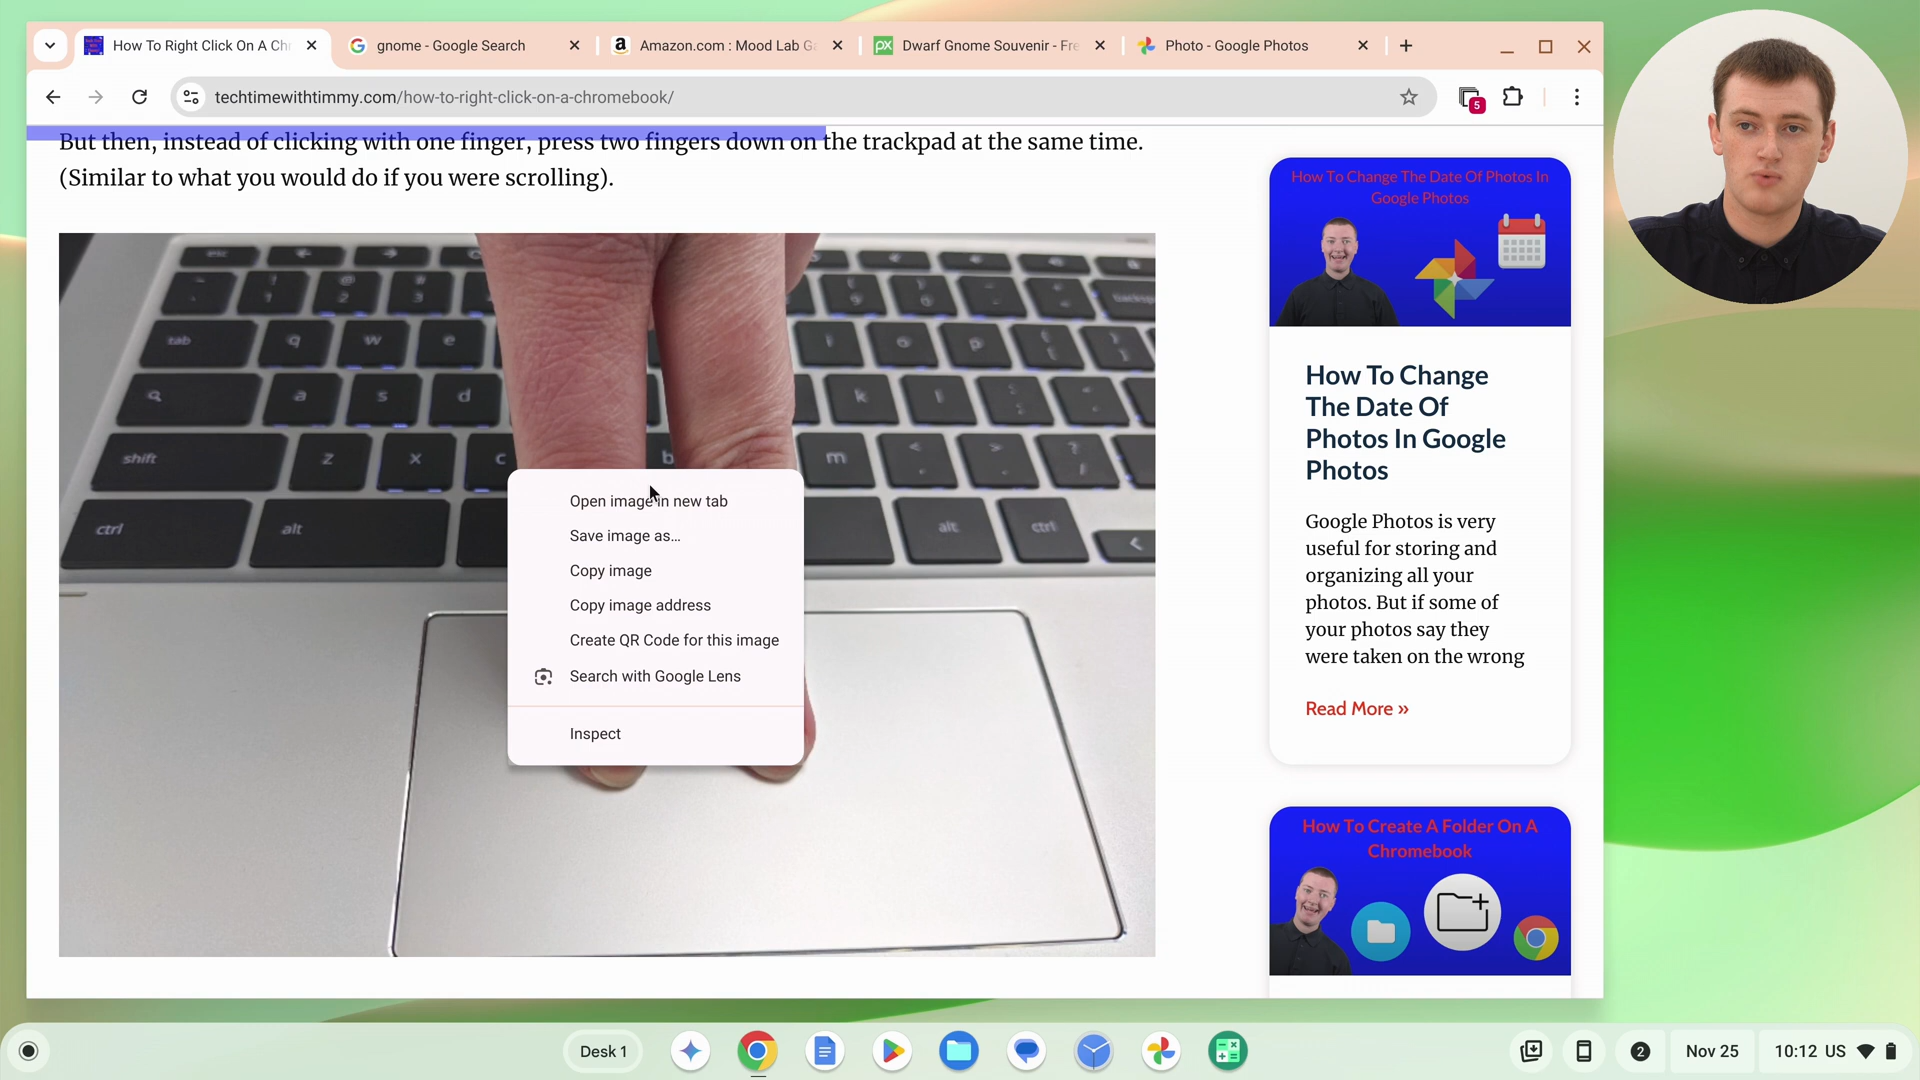 How To Right Click On A Ch
gnome - Google Search
Amazon.com : Mood Lab Ga
Dwarf Gnome Souvenir - Fre
Photo - Google Photos
techtimewithtimmy.com/how-to-right-click-on-a-chromebook/
5
But then, instead of clicking with one finger, press two fingers down on the trackpad at the same time.
(Similar to what you would do if you were scrolling).
esc
backspace
tab
q
w
e
i
o
p
a
s
d
k
l
shift
z
x
c
b
m
ctrl
alt
alt
ctrl
Open image in new tab
Save image as…
Copy image
Copy image address
Create QR Code for this image
Search with Google Lens
Inspect
How To Change The Date Of Photos In
Google Photos
How To Change
The Date Of
Photos In Google
Photos
Google Photos is very
useful for storing and
organizing all your
photos. But if some of
your photos say they
were taken on the wrong
Read More »
How To Create A Folder On A
Chromebook
Desk 1
2
Nov 25
10:12 US